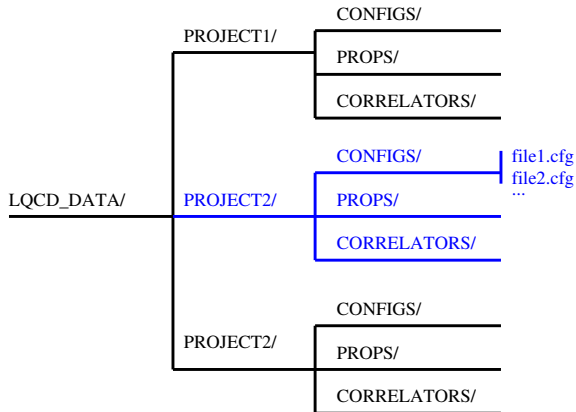 CONFIGS/
PROJECT1/
PROPS/
CORRELATORS/
CONFIGS/
file1.cfg
file2.cfg
...
LQCD_DATA/
PROJECT2/
PROPS/
CORRELATORS/
CONFIGS/
PROJECT2/
PROPS/
CORRELATORS/